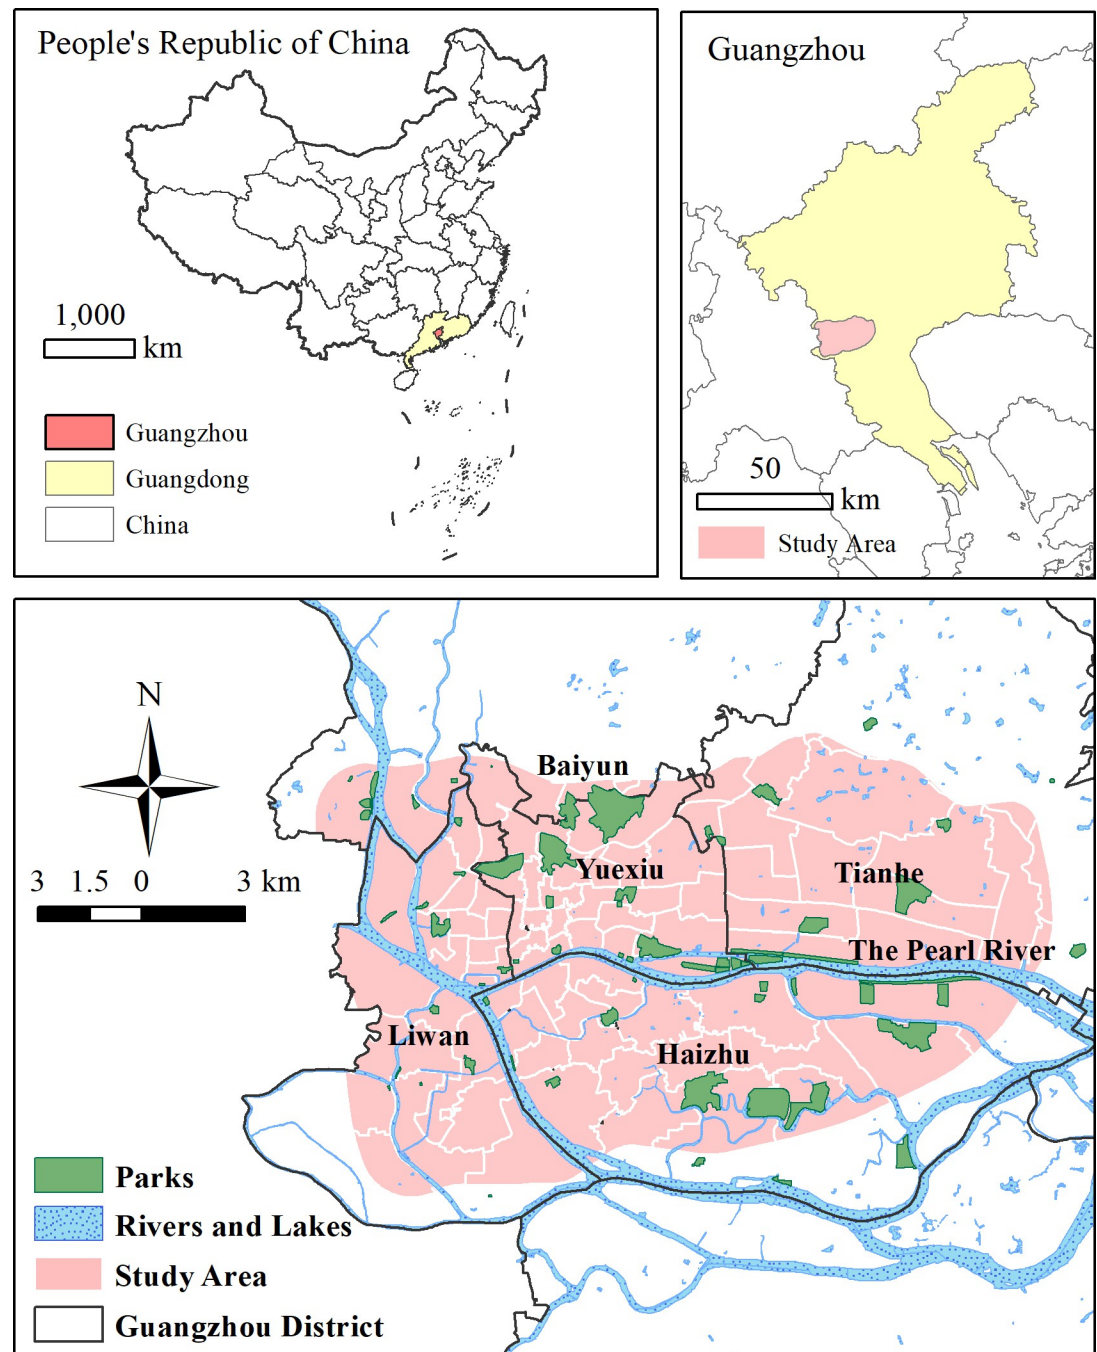 People's Republic of China
1,000
km
Guangzhou
Guangdong
China
Guangzhou
50
km
Study Area
N
3 1.5 0 3 km
Baiyun
Yuexiu
Tianhe
The Pearl River
Liwan
Haizhu
Parks
Rivers and Lakes
Study Area
Guangzhou District